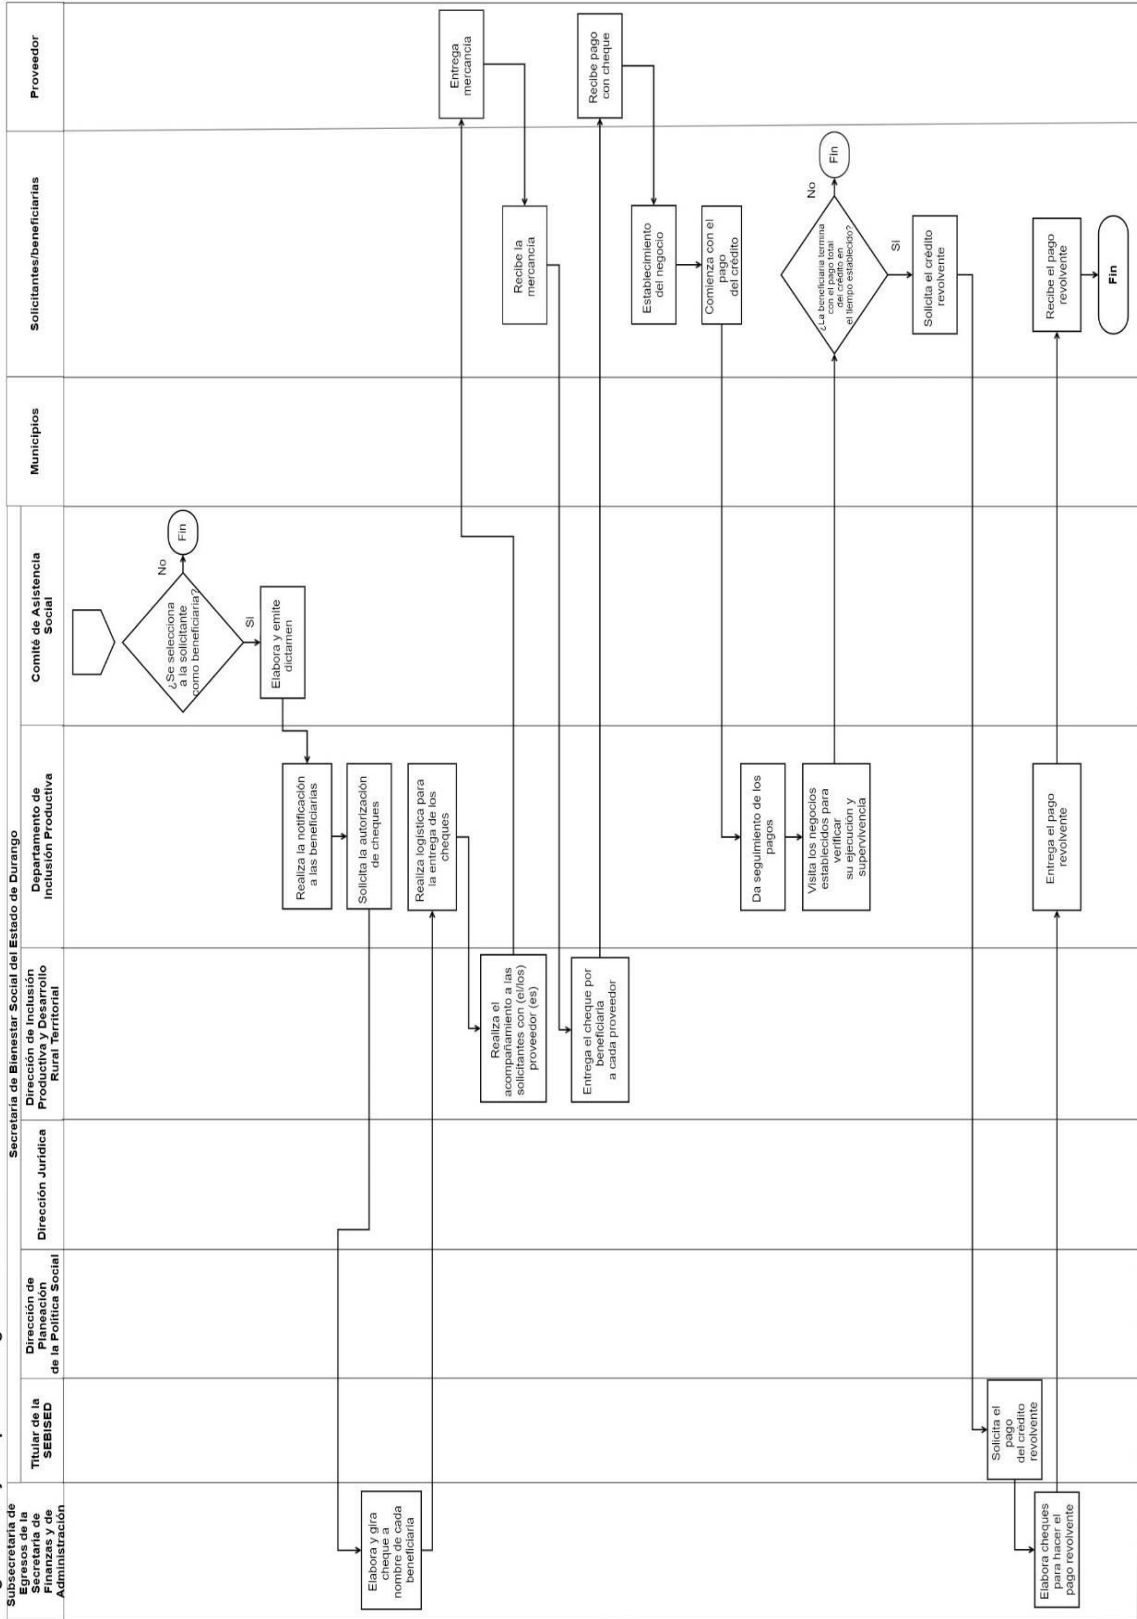 Subsecretaría de
Egresos de la
Secretaría de
Finanzas y de
Administración
Secretaría de Bienestar Social del Estado de Durango
Titular de la
SEBISED
Dirección de
Planeación
de la Política Social
Dirección Jurídica
Dirección de Inclusión
Productiva y Desarrollo
Rural Territorial
Departamento de
Inclusión Productiva
Comité de Asistencia
Social
Municipios
Solicitantes/beneficiarias
Proveedor
¿Se selecciona
a la solicitante
como beneficiaria?
No
Fin
Si
Elabora y emite
dictamen
Realiza la notificación
a las beneficiarias
Solicita la autorización
de cheques
Elabora y gira
cheque a
nombre de cada
beneficiaria
Realiza logística para
la entrega de los
cheques
Realiza el
acompañamiento a las
solicitantes con (el/los)
proveedor (es)
Entrega
mercancía
Recibe la
mercancía
Entrega el cheque por
beneficiaria
a cada proveedor
Recibe pago
con cheque
Establecimiento
del negocio
Comienza con el
pago
del crédito
Da seguimiento de los
pagos
Visita los negocios
establecidos para
verificar
su ejecución y
supervivencia
¿La beneficiaria termina
con el pago total
del crédito en
el tiempo establecido?
No
Fin
Si
Solicita el crédito
revolvente
Solicita el
pago
del crédito
revolvente
Elabora cheques
para hacer el
pago revolvente
Entrega el pago
revolvente
Recibe el pago
revolvente
Fin